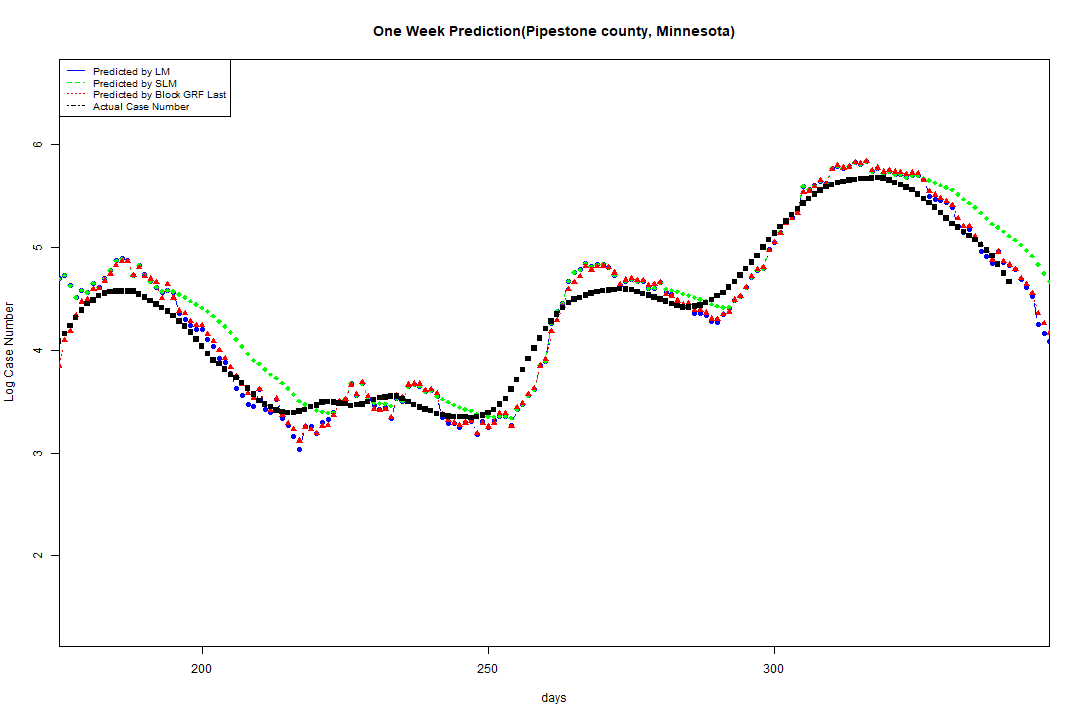 One Week Prediction(Pipestone county, Minnesota)
Predicted by LM
Predicted by SLM
Predicted by Block GRF Last
Actual Case Number
6
5
4
3
2
Log Case Number
200 250 300
days